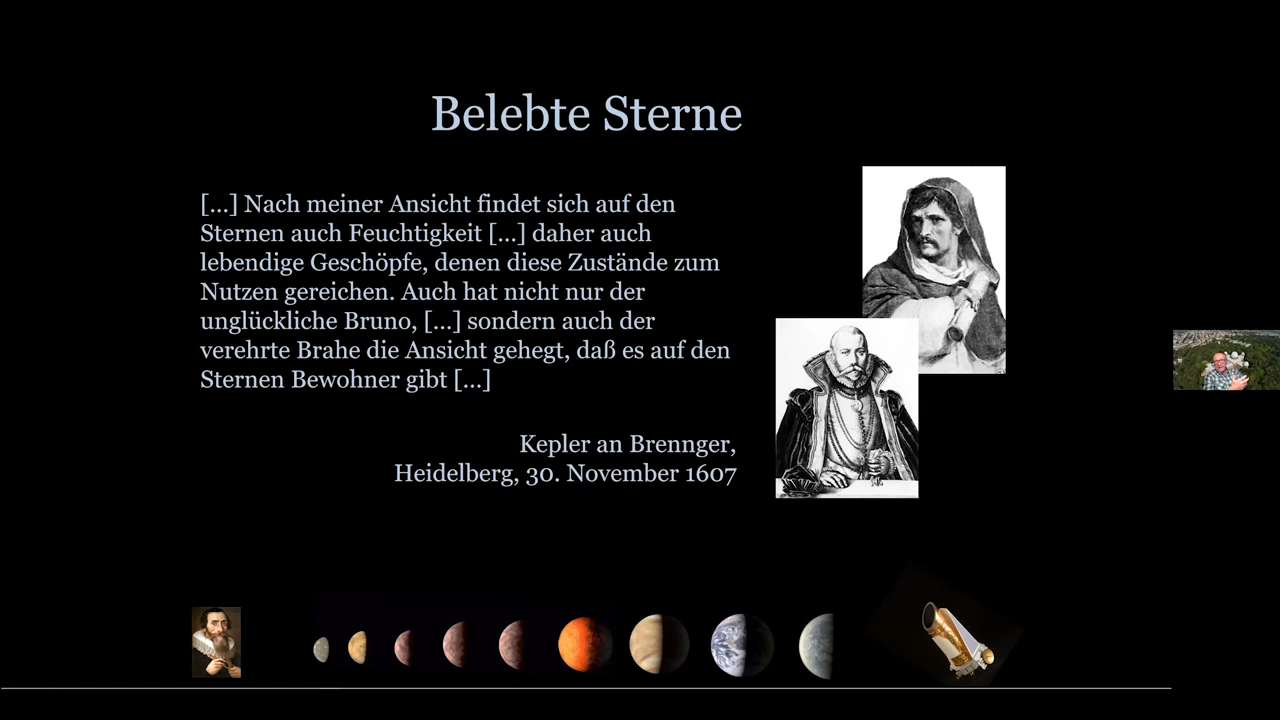 Belebte Sterne
[...] Nach meiner Ansicht findet sich auf den
Sternen auch Feuchtigkeit [...] daher auch
lebendige Geschöpfe, denen diese Zustände zum
Nutzen gereichen. Auch hat nicht nur der
unglückliche Bruno, [...] sondern auch der
verehrte Brahe die Ansicht gehegt, daß es auf den
Sternen Bewohner gibt [...]
Kepler an Brennger,
Heidelberg, 30. November 1607